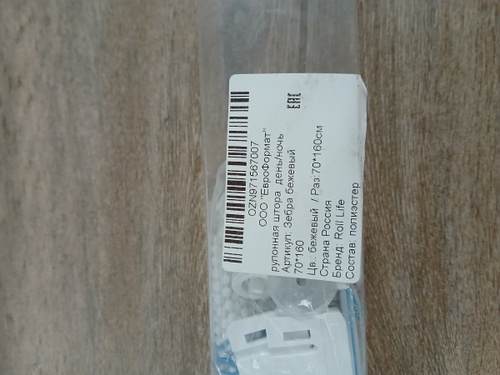 OZN971567007
ООО "ЕвроФормат"
рулонная штора день/ночь
Артикул: Зебра бежевый
70*160
Цв.: бежевый / Раз:70*160см
Страна Россия
Бренд: Roll Life
Состав: полиэстер
EAC